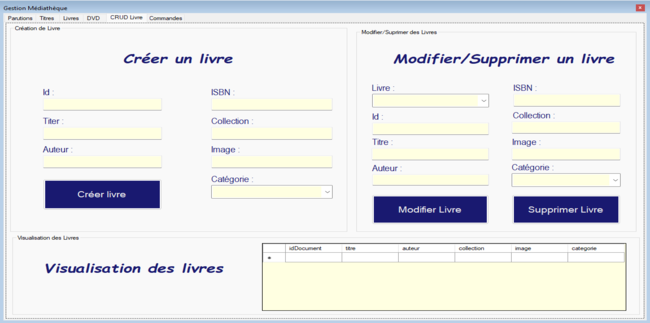 Gestion Médiathèque
Parutions Titres Livres DVD CRUD Livre Commandes
Création de Livre
Créer un livre
Id :
ISBN :
Titer :
Collection :
Auteur :
Image :
Catégorie :
Créer livre
Modifier/Suprimer des Livres
Modifier/Supprimer un livre
Livre :
ISBN :
Id :
Collection :
Titre :
Image :
Auteur :
Catégorie :
Modifier Livre
Supprimer Livre
Visualisation des Livres
Visualisation des livres
idDocument titre auteur collection image categorie